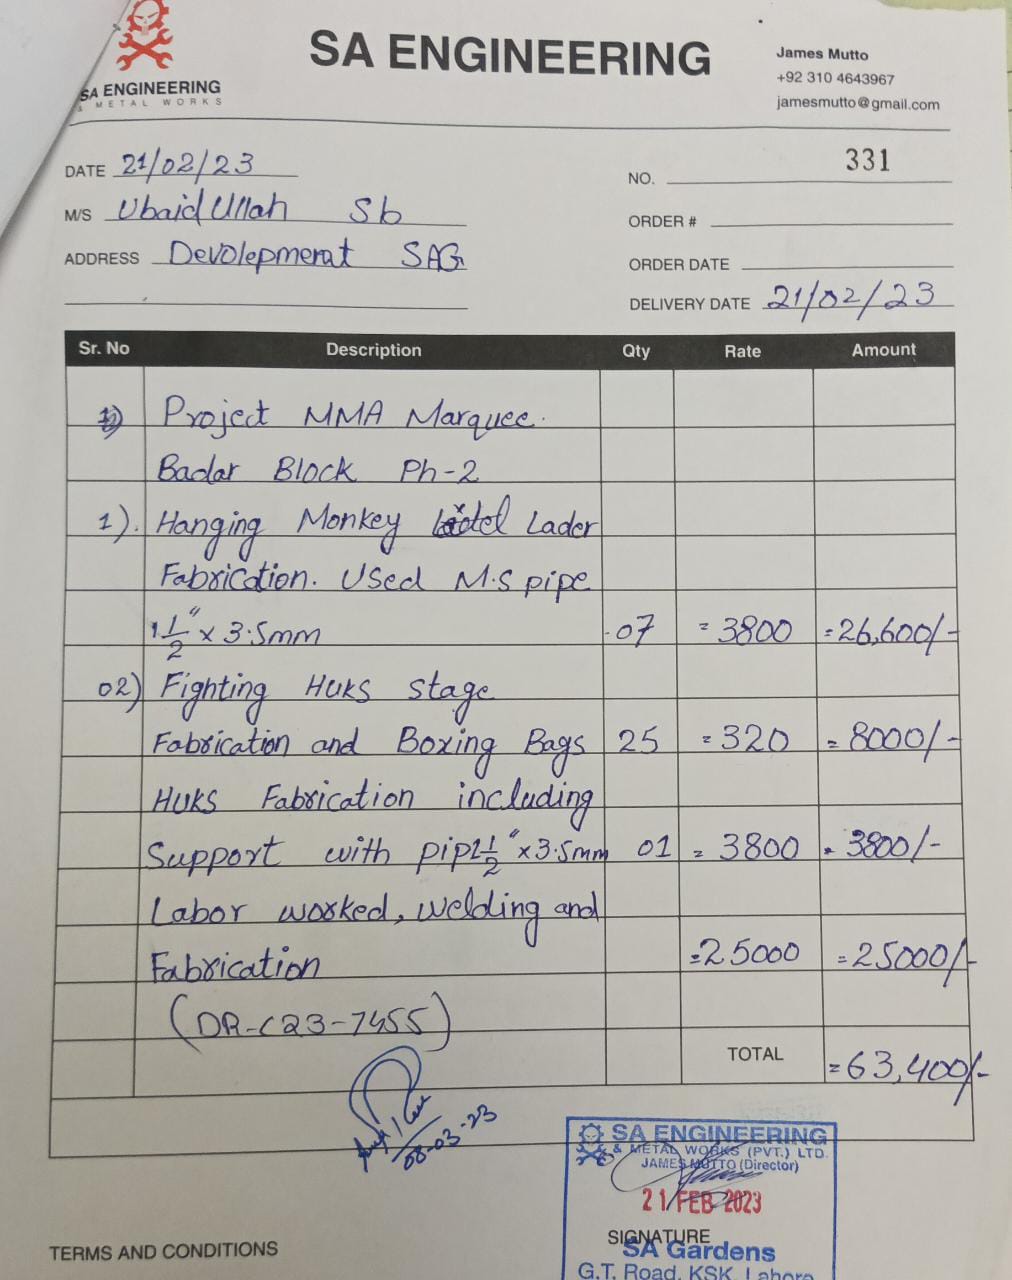 SA ENGINEERING
& METAL WORKS
SA ENGINEERING
James Mutto
+92 310 4643967
jamesmutto@gmail.com
DATE 21/02/23
NO. 331
M/S Ubaid Ullah Sb
ORDER #
ADDRESS Devolepmerat SAG
ORDER DATE
DELIVERY DATE 21/02/23
Sr. No Description Qty Rate Amount
Project MMA Marquee.
Badar Block Ph-2
1). Hanging Monkey Lader
Fabrication. Used M.s pipe
1 1/2" x 3.5mm 07 = 3800 = 26,600/-
02) Fighting Huks stage
Fabrication and Boxing Bags 25 = 320 = 8000/-
Huks Fabrication including
Support with pip 1 1/2" x 3.5mm 01 = 3800 = 3800/-
Labor worked, welding and
Fabrication =25000 =25000/-
(DR-C23-7455)
TOTAL =63,400/-
08-03-23
SA ENGINEERING
& METAL WORKS (PVT.) LTD.
JAMES MUTTO (Director)
21 FEB 2023
SIGNATURE
SA Gardens
G.T. Road, KSK, Lahore
TERMS AND CONDITIONS